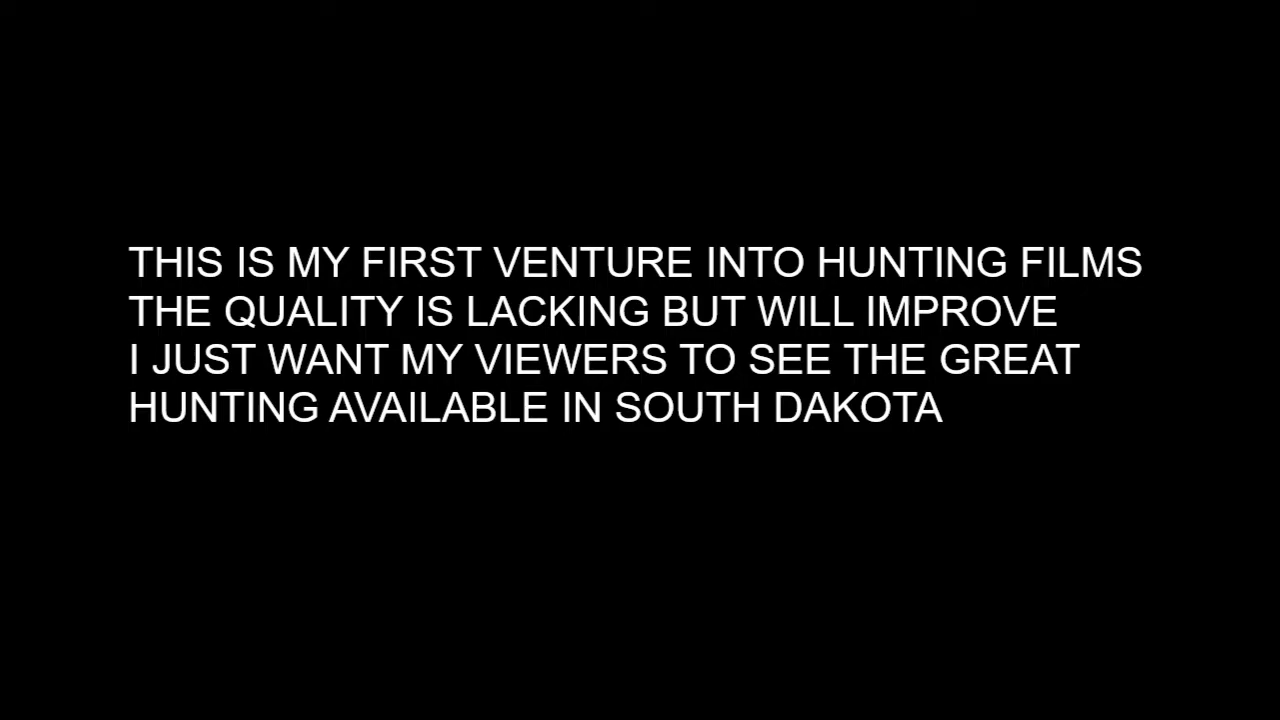 THIS IS MY FIRST VENTURE INTO HUNTING FILMS
THE QUALITY IS LACKING BUT WILL IMPROVE
I JUST WANT MY VIEWERS TO SEE THE GREAT
HUNTING AVAILABLE IN SOUTH DAKOTA